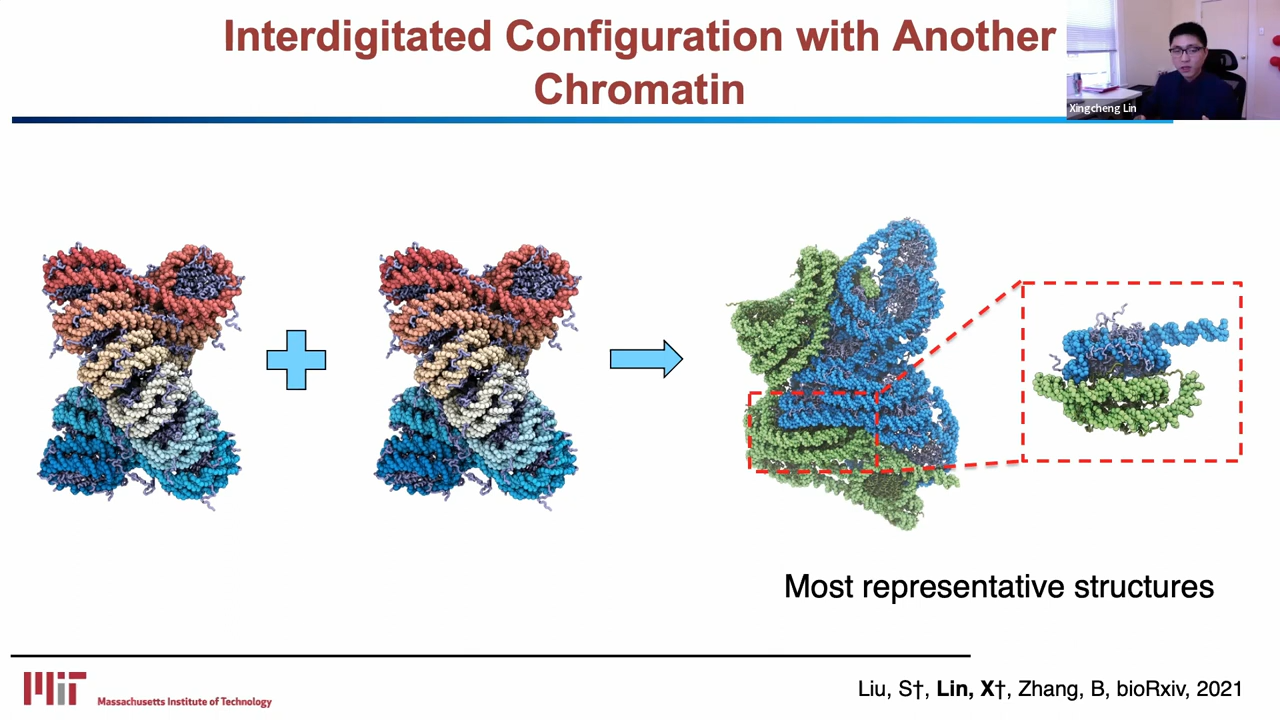 Interdigitated Configuration with Another
Chromatin
Xingcheng Lin
Most representative structures
MIT
Massachusetts Institute of Technology
Liu, S†, Lin, X†, Zhang, B, bioRxiv, 2021